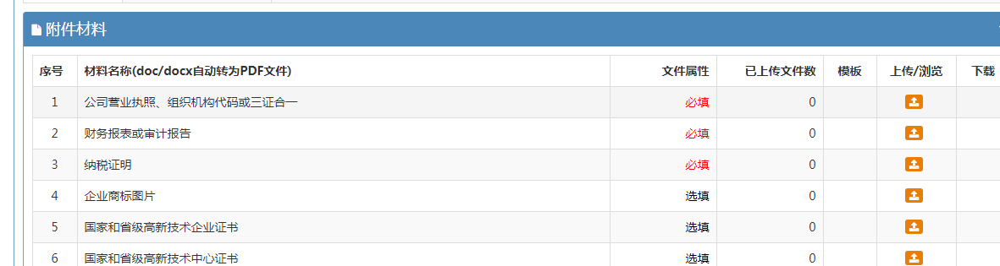 附件材料
序号 材料名称(doc/docx自动转为PDF文件) 文件属性 已上传文件数 模板 上传/浏览 下载
1 公司营业执照、组织机构代码或三证合一 必填 0
2 财务报表或审计报告 必填 0
3 纳税证明 必填 0
4 企业商标图片 选填 0
5 国家和省级高新技术企业证书 选填 0
6 国家和省级高新技术中心证书 选填 0